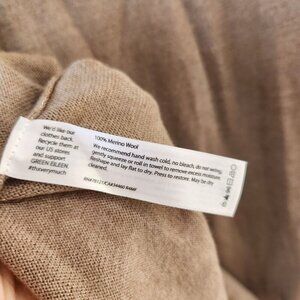 We'd like our
clothes back.
Recycle them at
our US stores
and support
GREEN EILEEN.
#thxverymuch
100% Merino Wool
We recommend hand wash cold, no bleach, do not wring,
gently squeeze or roll in towel to remove excess moisture.
Reshape and lay flat to dry. Press to restore. May be dry